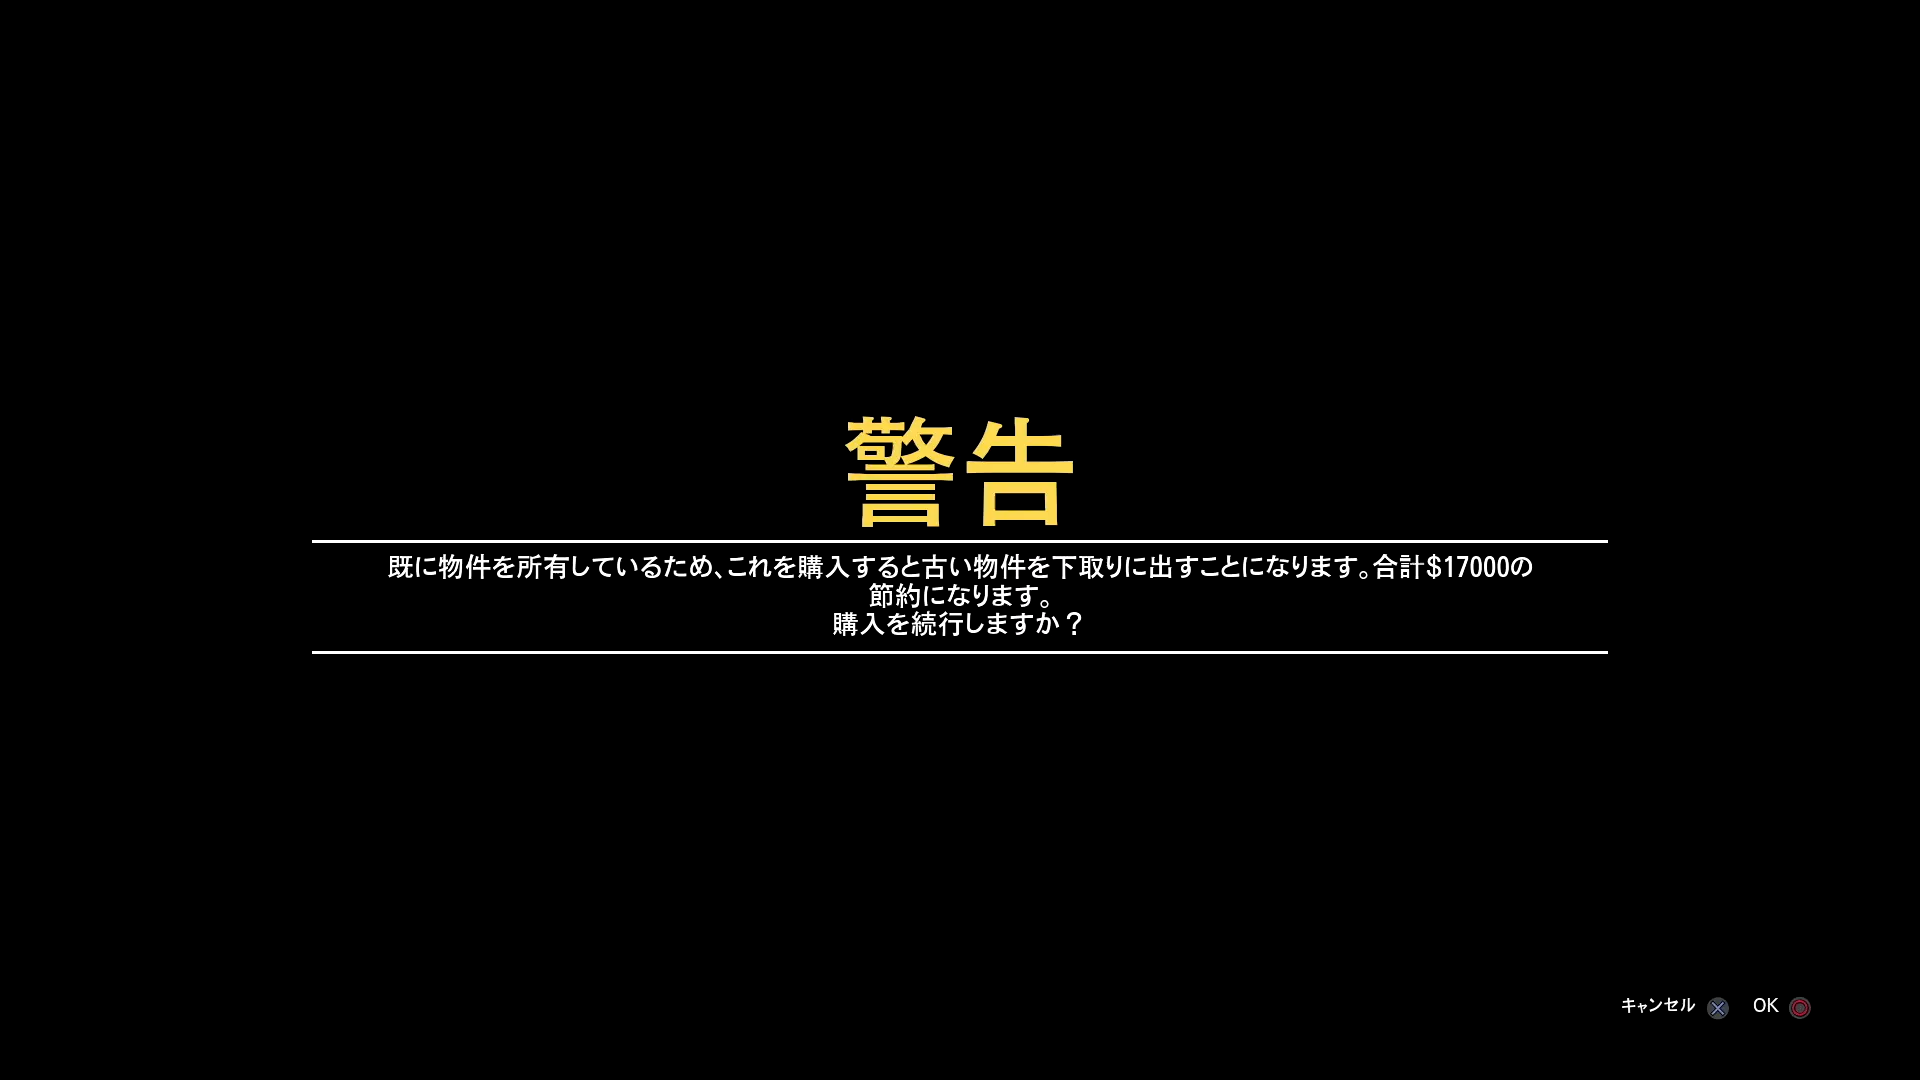 警告
既に物件を所有しているため、これを購入すると古い物件を下取りに出すことになります。合計$17000の
節約になります。
購入を続行しますか？
キャンセル OK